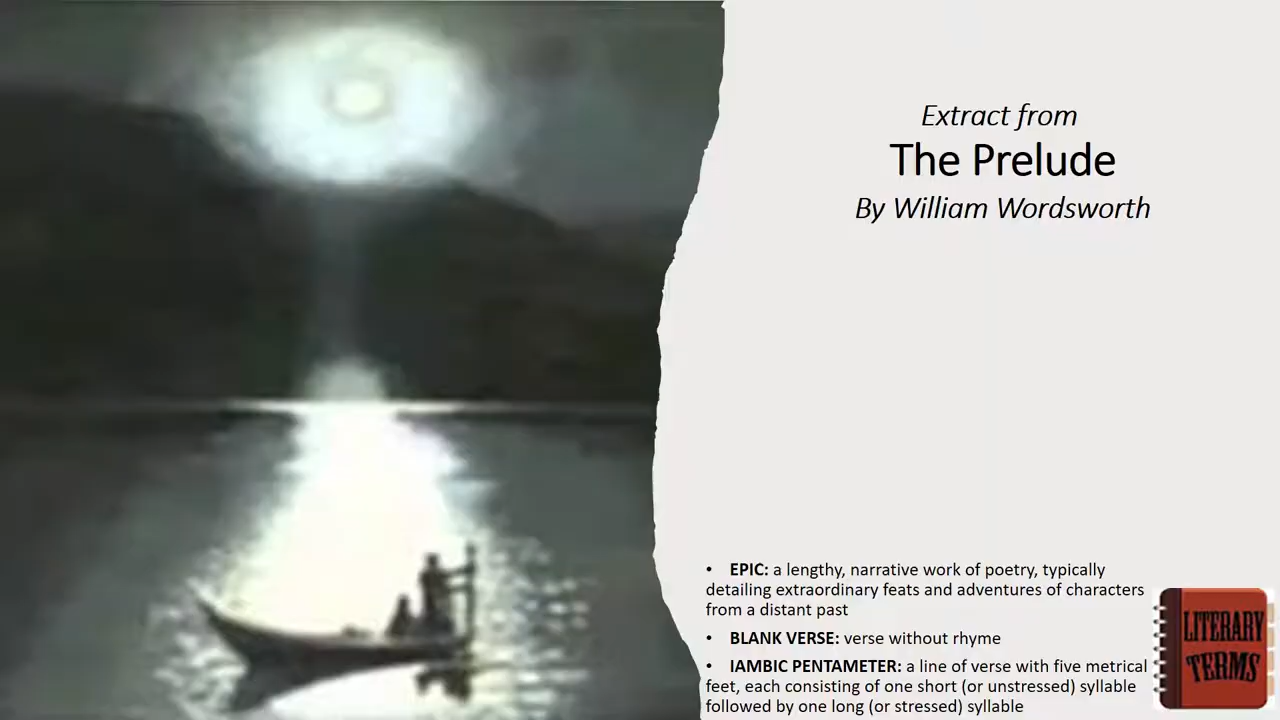 Extract from
The Prelude
By William Wordsworth
• EPIC: a lengthy, narrative work of poetry, typically
detailing extraordinary feats and adventures of characters
from a distant past
• BLANK VERSE: verse without rhyme
• IAMBIC PENTAMETER: a line of verse with five metrical
feet, each consisting of one short (or unstressed) syllable
followed by one long (or stressed) syllable
LITERARY
TERMS